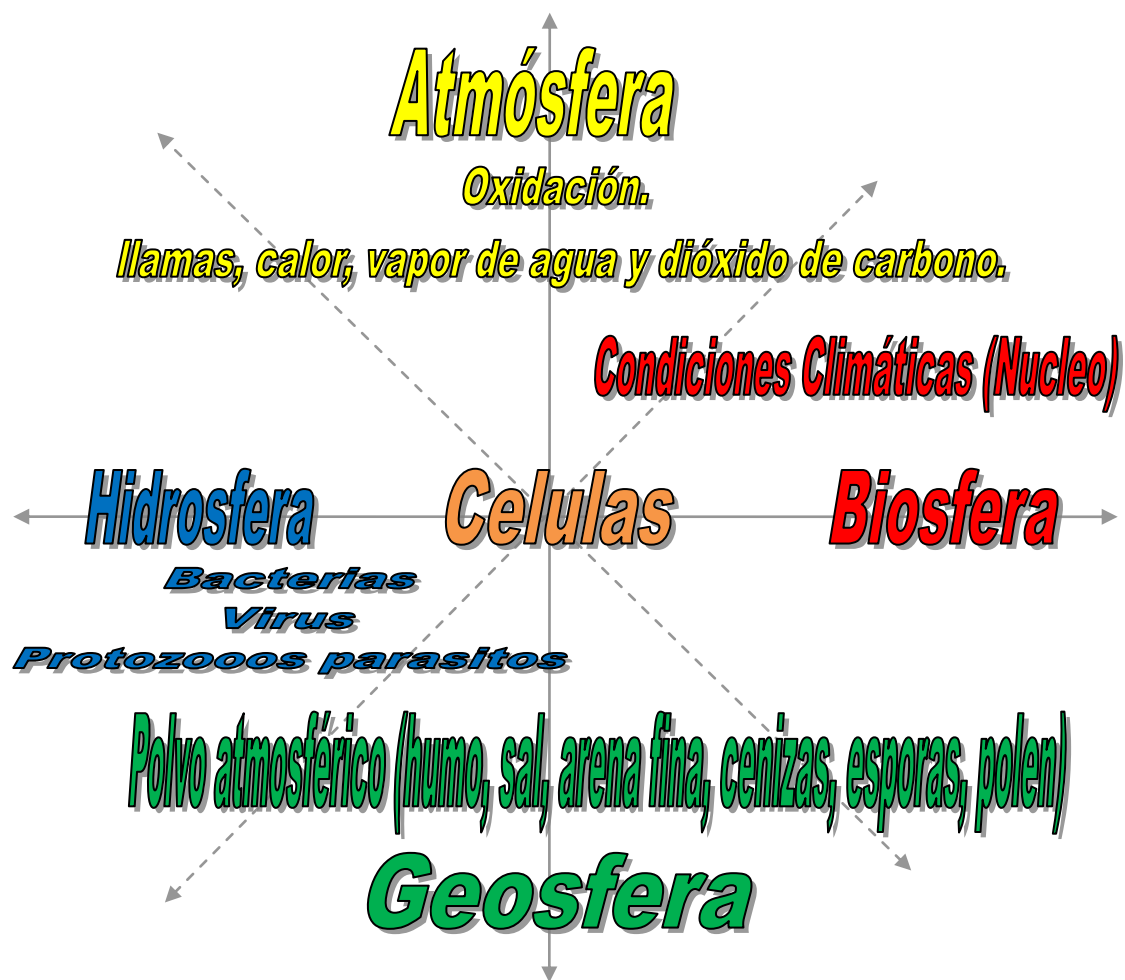 Atmósfera
Oxidación.
llamas, calor, vapor de agua y dióxido de carbono.
Condiciones Climáticas (Nucleo)
Hidrosfera
Celulas
Biosfera
Bacterias
Virus
Protozooos parasitos
Polvo atmosférico (humo, sal, arena fina, cenizas, esporas, polen)
Geosfera